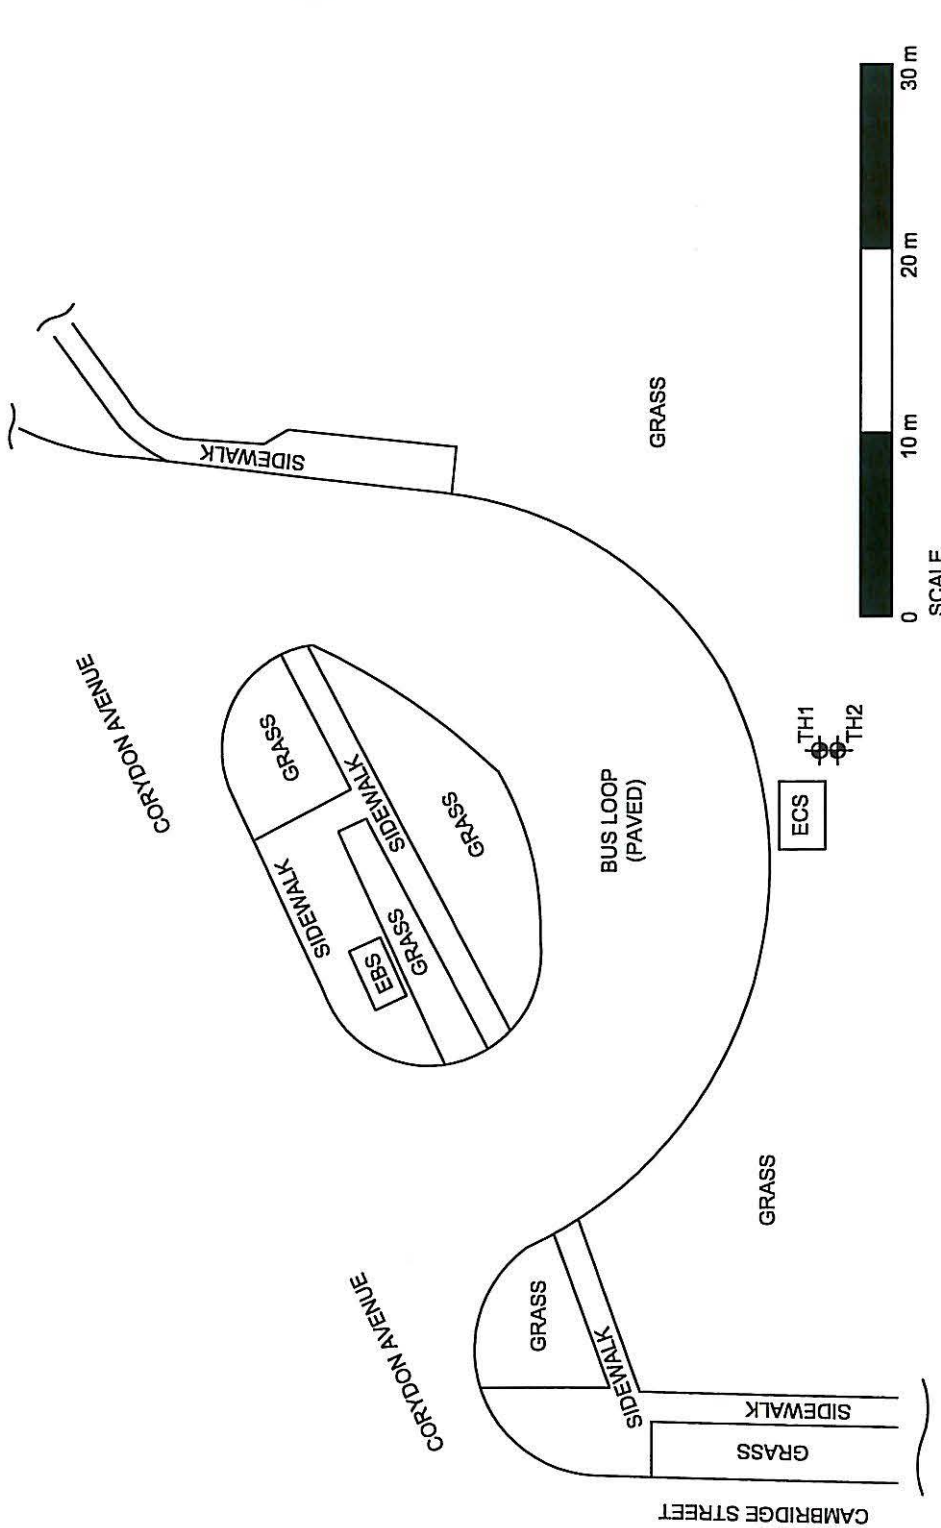 CORYDON AVENUE
CORYDON AVENUE
SIDEWALK
GRASS
SIDEWALK
GRASS
SIDEWALK
GRASS
EBS
GRASS
BUS LOOP
(PAVED)
ECS
TH1
TH2
GRASS
GRASS
SIDEWALK
SIDEWALK
GRASS
CAMBRIDGE STREET
GRASS
0
10 m
20 m
30 m
SCALE